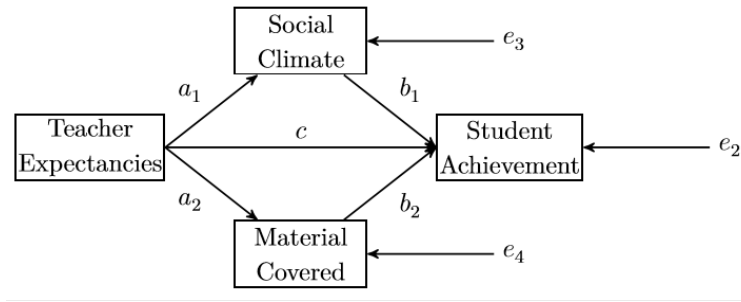 Social
Climate
e₃
a₁
b₁
Teacher
Expectancies
c
Student
Achievement
e₂
a₂
b₂
Material
Covered
e₄